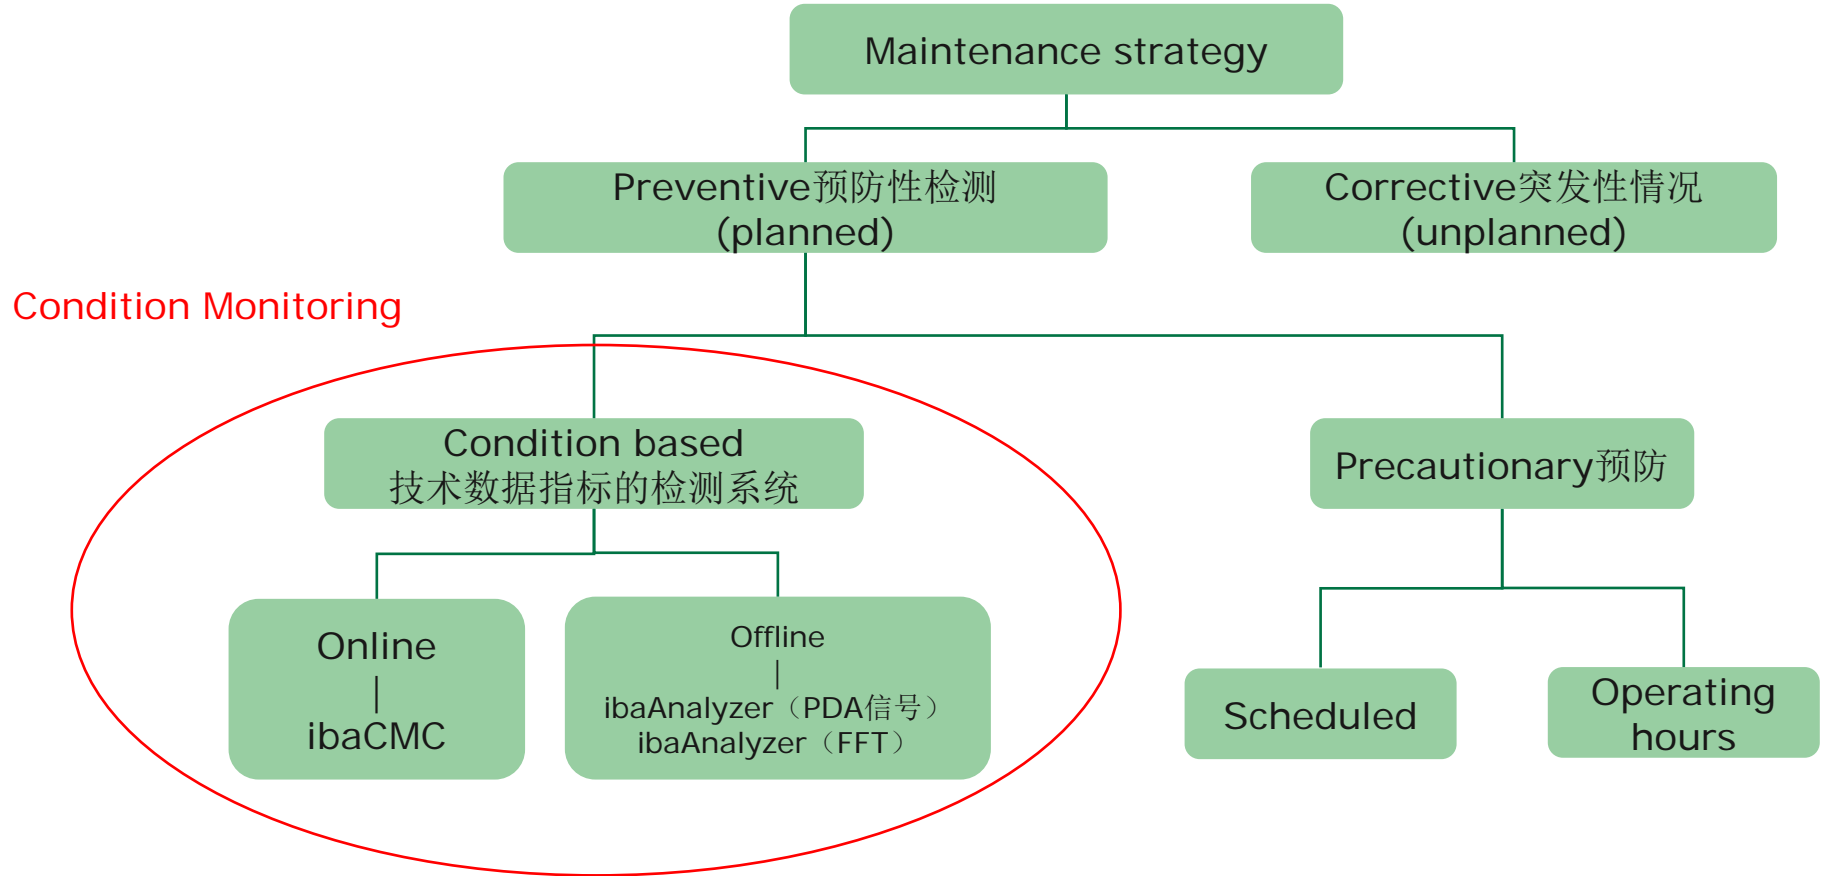 Maintenance strategy
Preventive预防性检测
(planned)
Corrective突发性情况
(unplanned)
Condition Monitoring
Condition based
技术数据指标的检测系统
Precautionary预防
Online
|
ibaCMC
Offline
|
ibaAnalyzer（PDA信号）
ibaAnalyzer（FFT）
Scheduled
Operating
hours